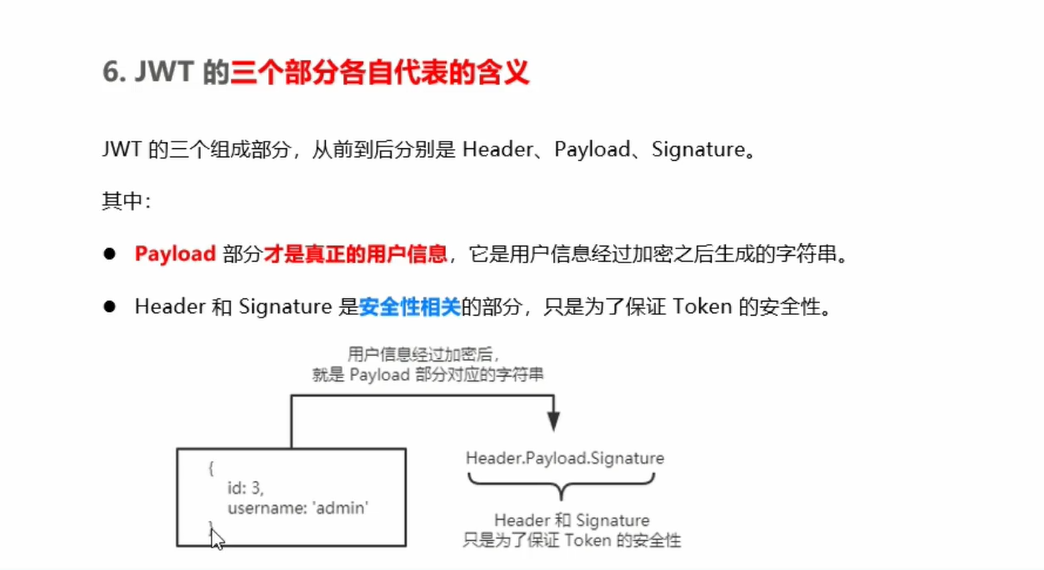 6. JWT 的三个部分各自代表的含义
JWT 的三个组成部分，从前到后分别是 Header、Payload、Signature。
其中：
● Payload 部分才是真正的用户信息，它是用户信息经过加密之后生成的字符串。
● Header 和 Signature 是安全性相关的部分，只是为了保证 Token 的安全性。
用户信息经过加密后，
就是 Payload 部分对应的字符串
{
id: 3,
username: 'admin'
}
Header.Payload.Signature
Header 和 Signature
只是为了保证 Token 的安全性